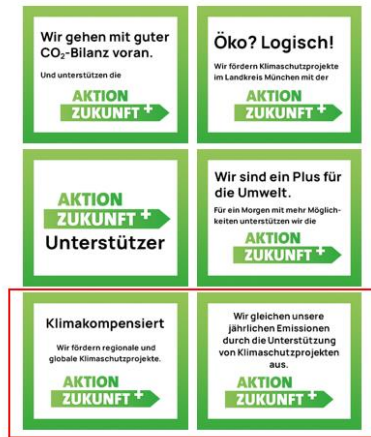 Wir gehen mit guter
CO₂-Bilanz voran.
Und unterstützen die
AKTION
ZUKUNFT+
Öko? Logisch!
Wir fördern Klimaschutzprojekte
im Landkreis München mit der
AKTION
ZUKUNFT+
AKTION
ZUKUNFT+
Unterstützer
Wir sind ein Plus für
die Umwelt.
Für ein Morgen mit mehr Möglich-
keiten unterstützen wir die
AKTION
ZUKUNFT+
Klimakompensiert
Wir fördern regionale und
globale Klimaschutzprojekte.
AKTION
ZUKUNFT+
Wir gleichen unsere
jährlichen Emissionen
durch die Unterstützung
von Klimaschutzprojekten
aus.
AKTION
ZUKUNFT+